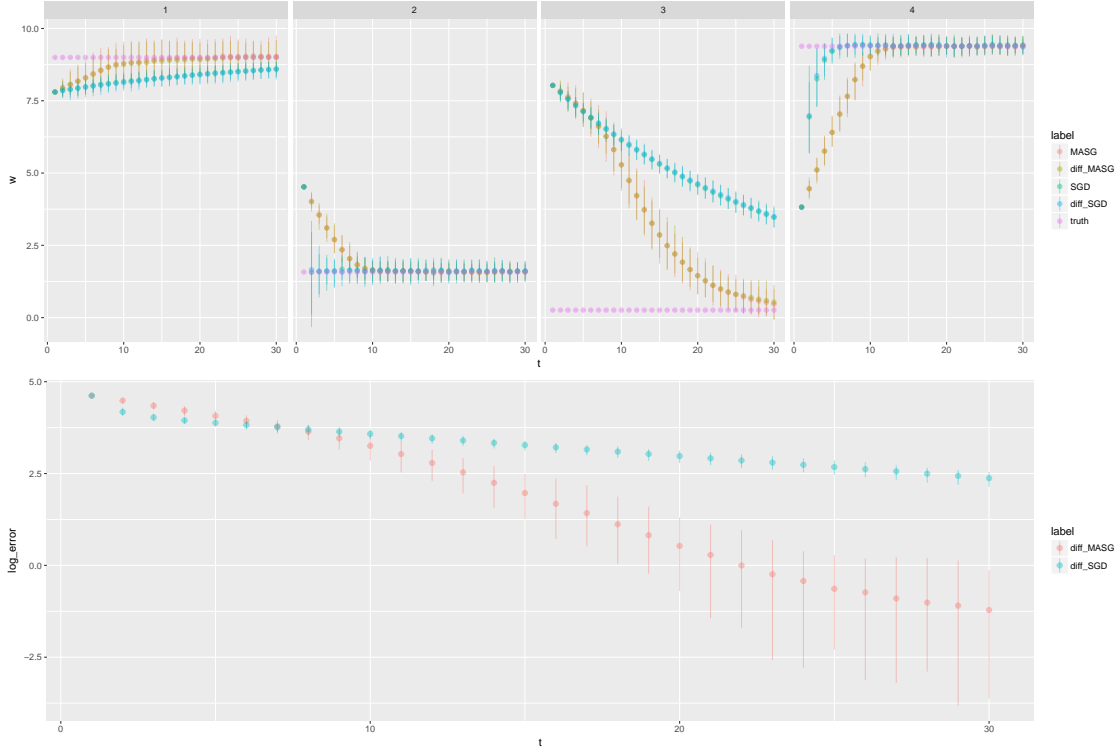 1 2 3 4
10.0
7.5
5.0
2.5
0.0
w
0 10 20 30 0 10 20 30 0 10 20 30 0 10 20 30
t
label
MASG
diff_MASG
SGD
diff_SGD
truth
5.0
2.5
0.0
−2.5
log_error
0 10 20 30
t
label
diff_MASG
diff_SGD